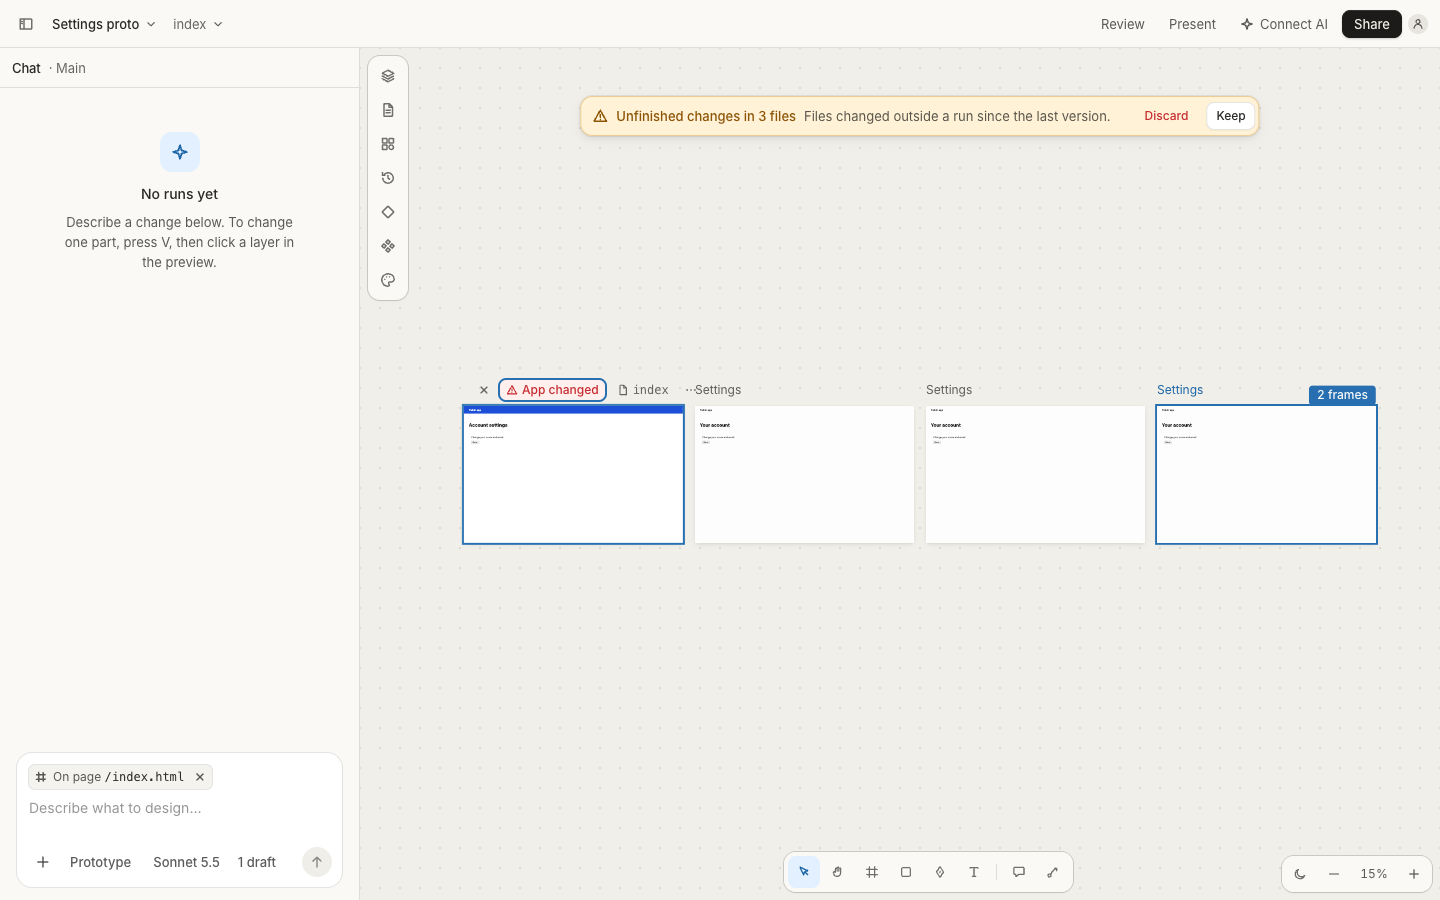 Settings proto
index
Review
Present
Connect AI
Share
Chat · Main
Unfinished changes in 3 files Files changed outside a run since the last version.
Discard
Keep
No runs yet
Describe a change below. To change
one part, press V, then click a layer in
the preview.
App changed
index
Settings
Settings
Settings
2 frames
Account settings
Your account
Your account
Your account
On page /index.html
Describe what to design...
Prototype
Sonnet 5.5
1 draft
15%